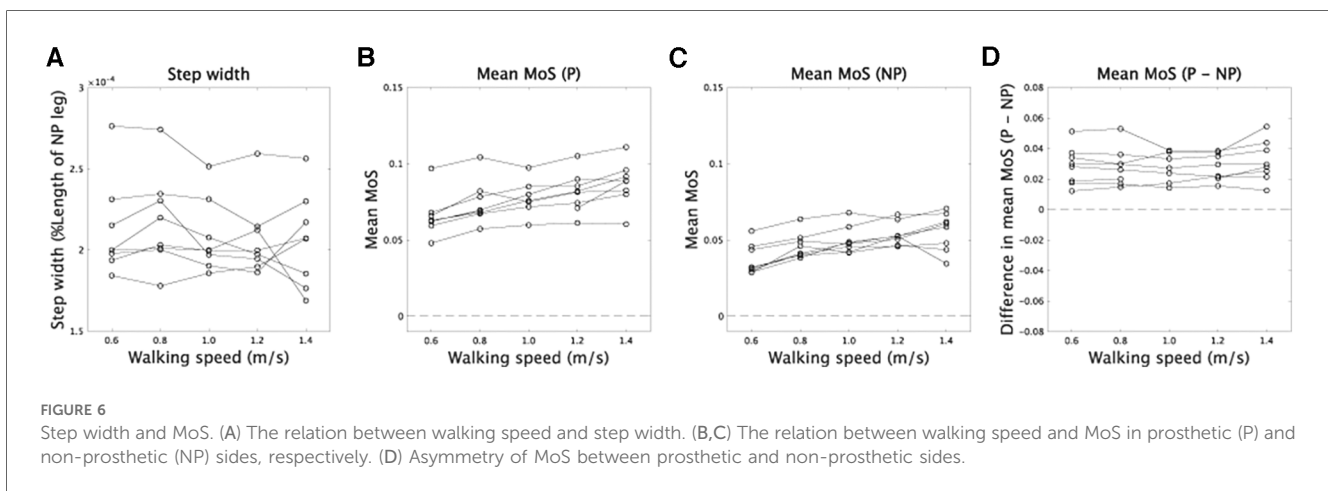 A
Step width
×10⁻⁴
3
2.5
2
1.5
Step width (%Length of NP leg)
0.6 0.8 1.0 1.2 1.4
Walking speed (m/s)
B
Mean MoS (P)
0.15
0.1
0.05
0
Mean MoS
0.6 0.8 1.0 1.2 1.4
Walking speed (m/s)
C
Mean MoS (NP)
0.15
0.1
0.05
0
Mean MoS
0.6 0.8 1.0 1.2 1.4
Walking speed (m/s)
D
Mean MoS (P – NP)
0.08
0.06
0.04
0.02
0
−0.02
−0.04
−0.06
−0.08
Difference in mean MoS (P – NP)
0.6 0.8 1.0 1.2 1.4
Walking speed (m/s)
FIGURE 6
Step width and MoS. (A) The relation between walking speed and step width. (B,C) The relation between walking speed and MoS in prosthetic (P) and
non-prosthetic (NP) sides, respectively. (D) Asymmetry of MoS between prosthetic and non-prosthetic sides.